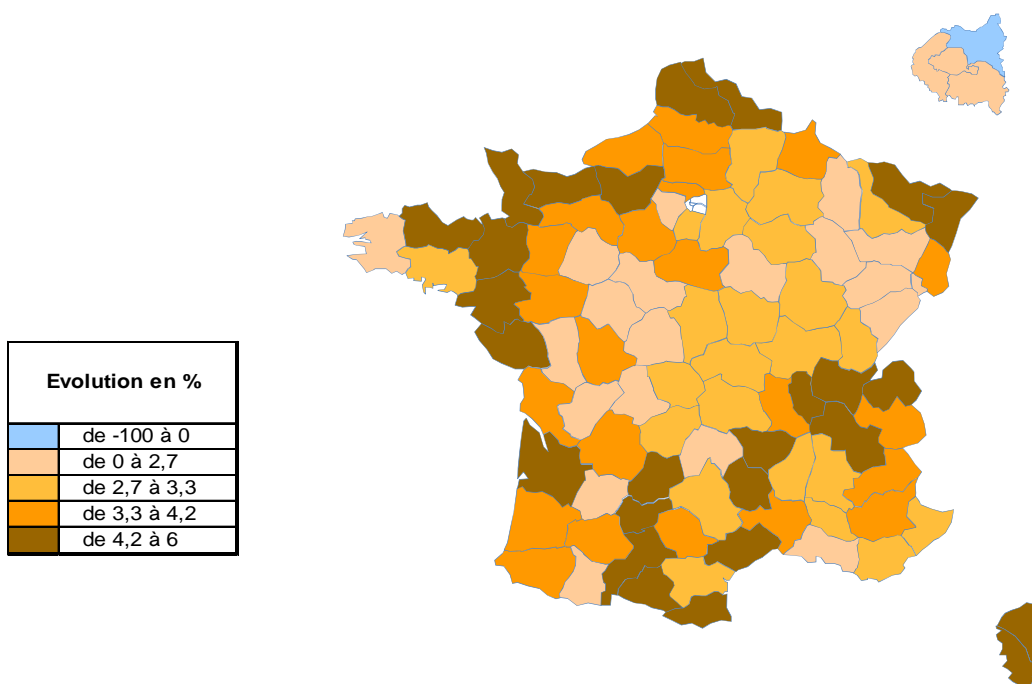 Evolution en %
de -100 à 0
de 0 à 2,7
de 2,7 à 3,3
de 3,3 à 4,2
de 4,2 à 6